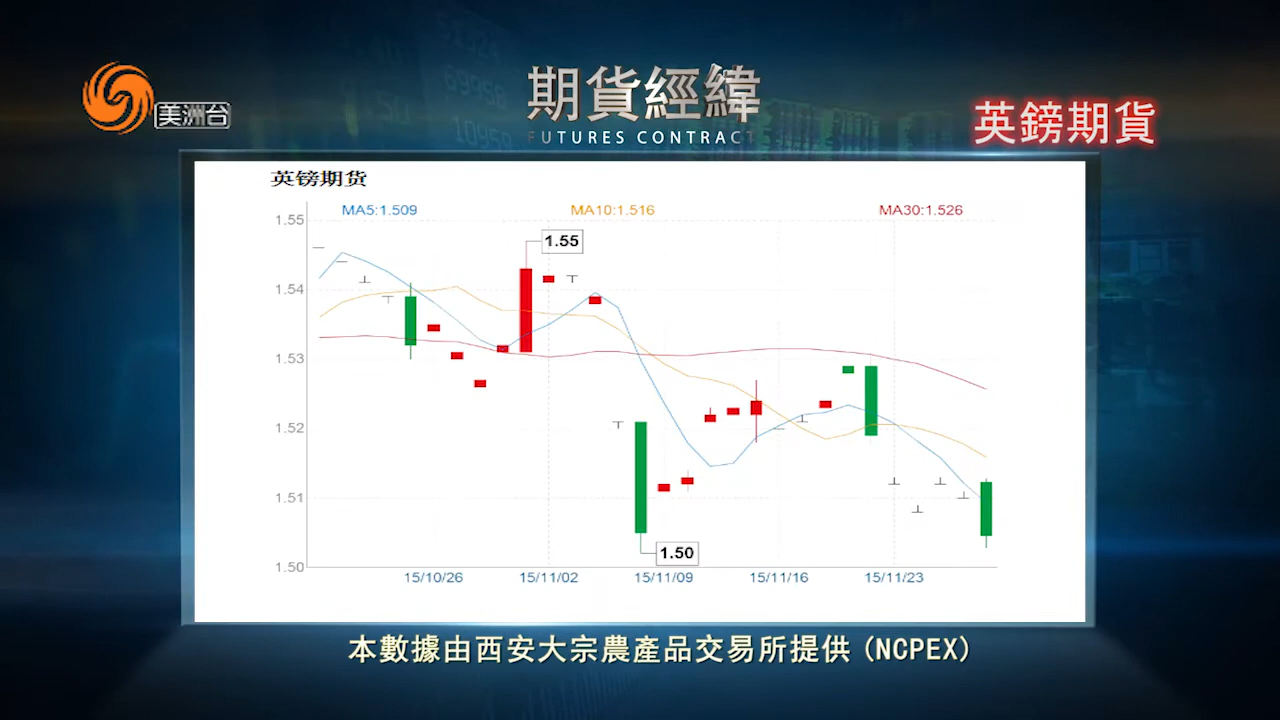 美洲台
期貨經緯
FUTURES CONTRACT
英鎊期貨
英镑期货
MA5:1.509 MA10:1.516 MA30:1.526
1.55
1.55
1.54
1.53
1.52
1.51
1.50
1.50
15/10/26 15/11/02 15/11/09 15/11/16 15/11/23
本數據由西安大宗農產品交易所提供 (NCPEX)